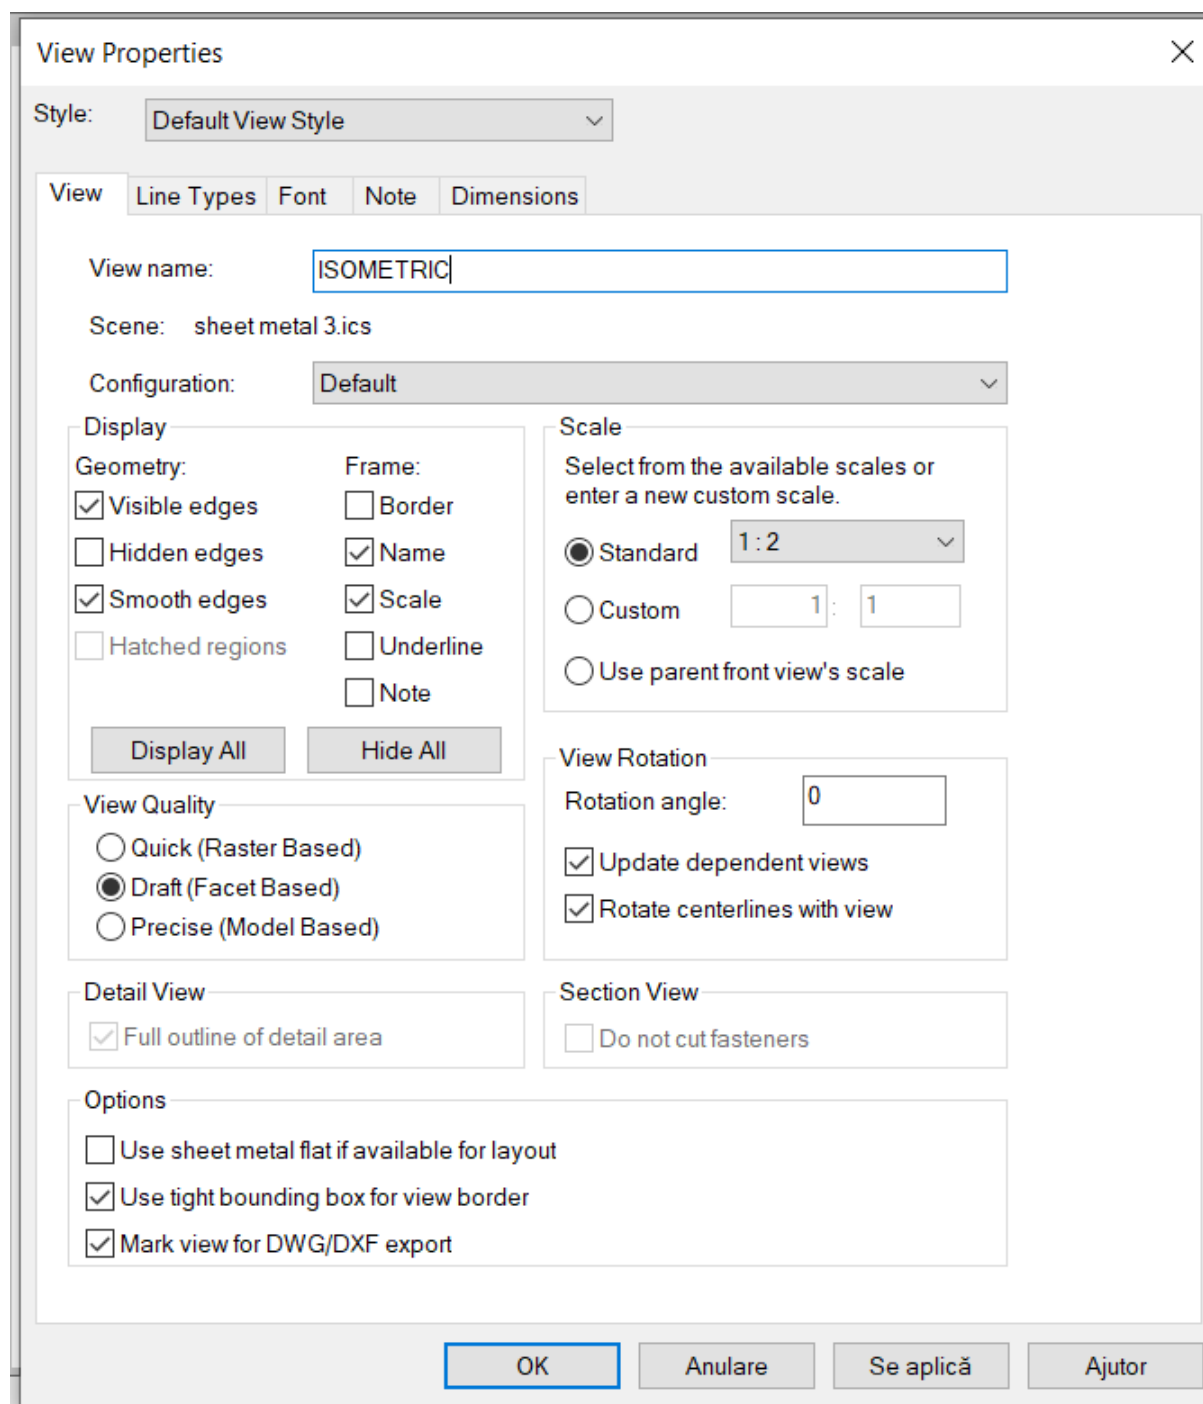 View Properties
Style: Default View Style
View Line Types Font Note Dimensions
View name: ISOMETRIC
Scene: sheet metal 3.ics
Configuration: Default
Display
Geometry: Frame:
Visible edges Border
Hidden edges Name
Smooth edges Scale
Hatched regions Underline
Note
Display All Hide All
Scale
Select from the available scales or
enter a new custom scale.
Standard 1 : 2
Custom 1 : 1
Use parent front view's scale
View Quality
Quick (Raster Based)
Draft (Facet Based)
Precise (Model Based)
View Rotation
Rotation angle: 0
Update dependent views
Rotate centerlines with view
Detail View
Full outline of detail area
Section View
Do not cut fasteners
Options
Use sheet metal flat if available for layout
Use tight bounding box for view border
Mark view for DWG/DXF export
OK Anulare Se aplică Ajutor